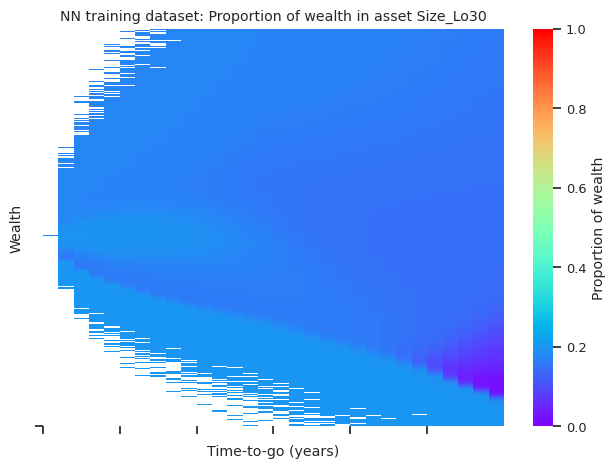 NN training dataset: Proportion of wealth in asset Size_Lo30
Wealth
Time-to-go (years)
1.0
0.8
0.6
0.4
0.2
0.0
Proportion of wealth